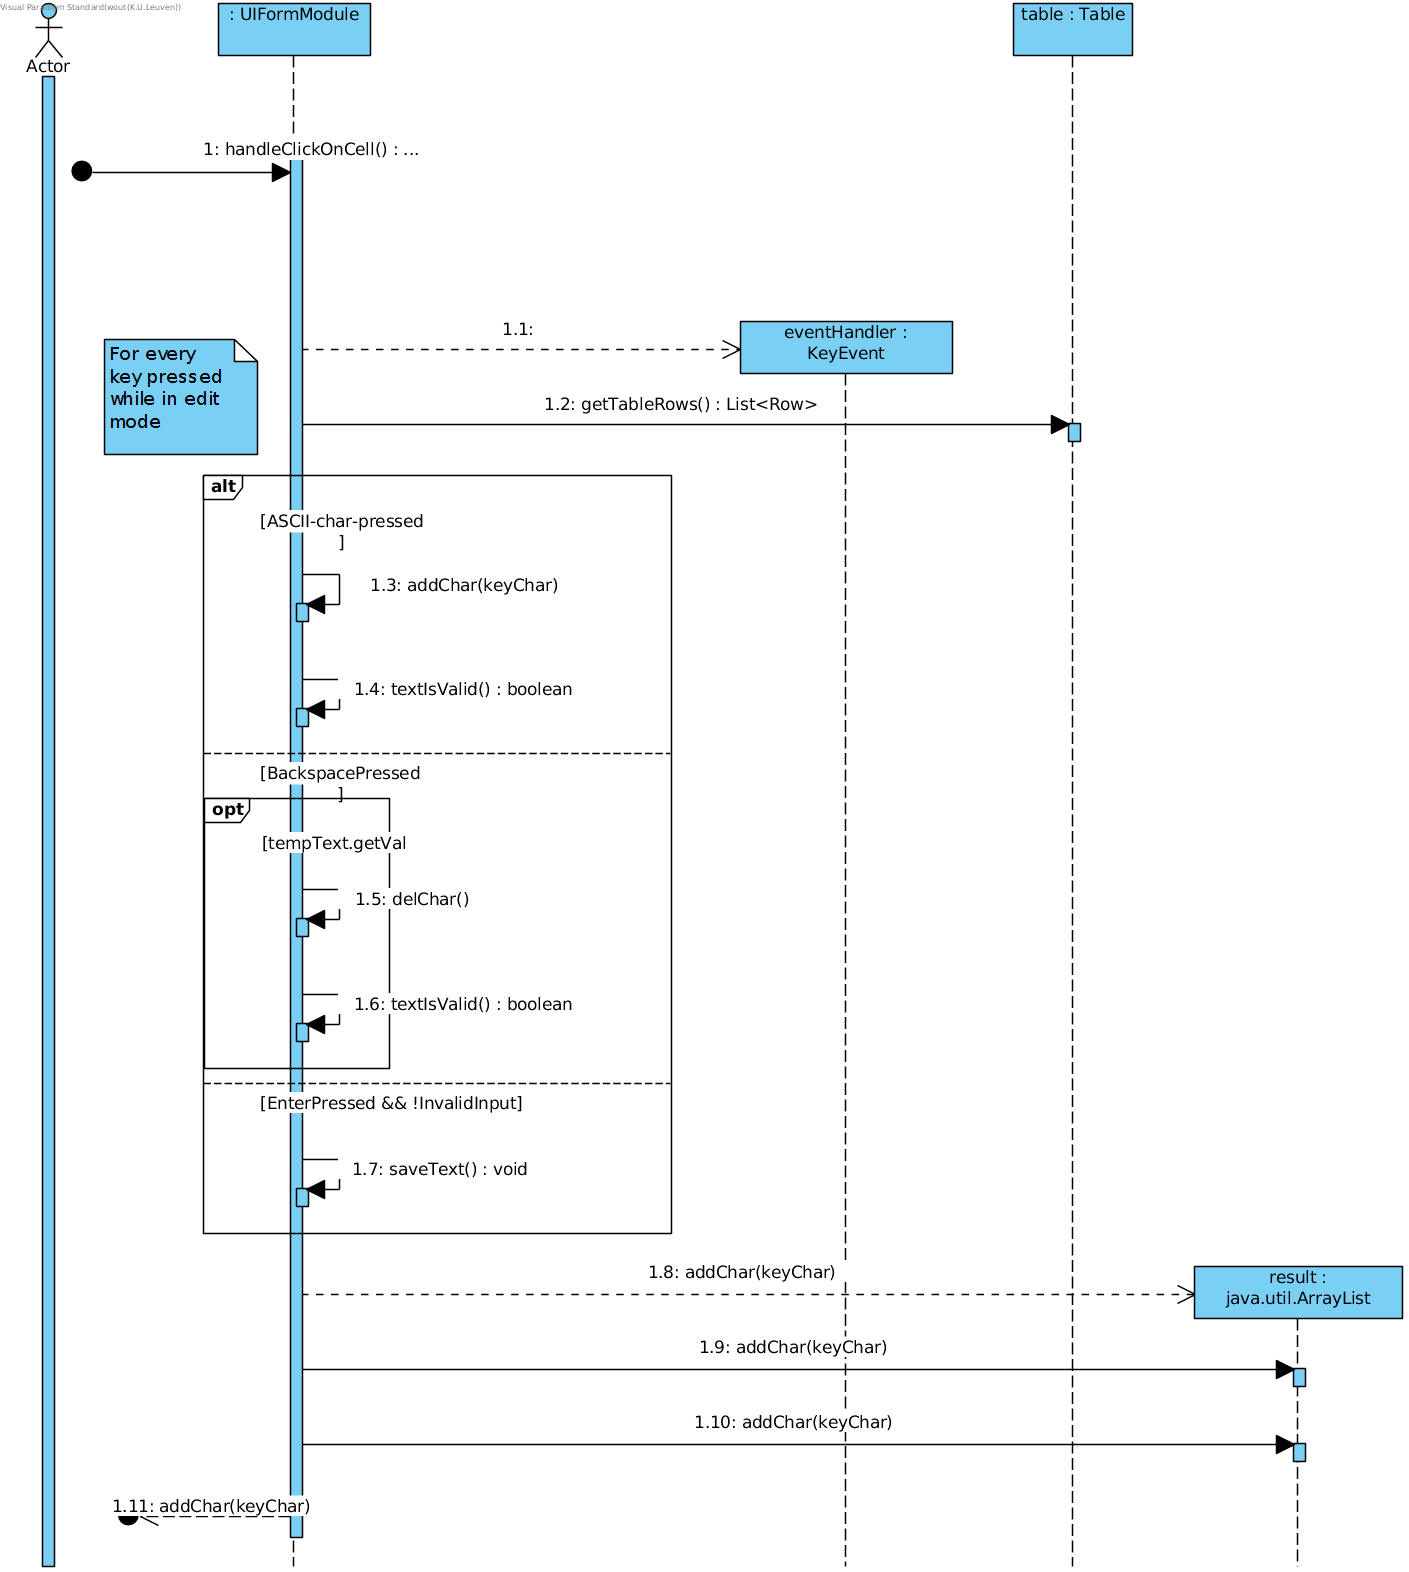 Visual Paradigm Standard(wout(K.U.Leuven))
Actor
: UIFormModule
table : Table
1: handleClickOnCell() : ...
1.1:
eventHandler :
KeyEvent
For every
key pressed
while in edit
mode
1.2: getTableRows() : List<Row>
alt
[ASCII-char-pressed
]
1.3: addChar(keyChar)
1.4: textIsValid() : boolean
[BackspacePressed
]
opt
[tempText.getVal
1.5: delChar()
1.6: textIsValid() : boolean
[EnterPressed && !InvalidInput]
1.7: saveText() : void
1.8: addChar(keyChar)
result :
java.util.ArrayList
1.9: addChar(keyChar)
1.10: addChar(keyChar)
1.11: addChar(keyChar)